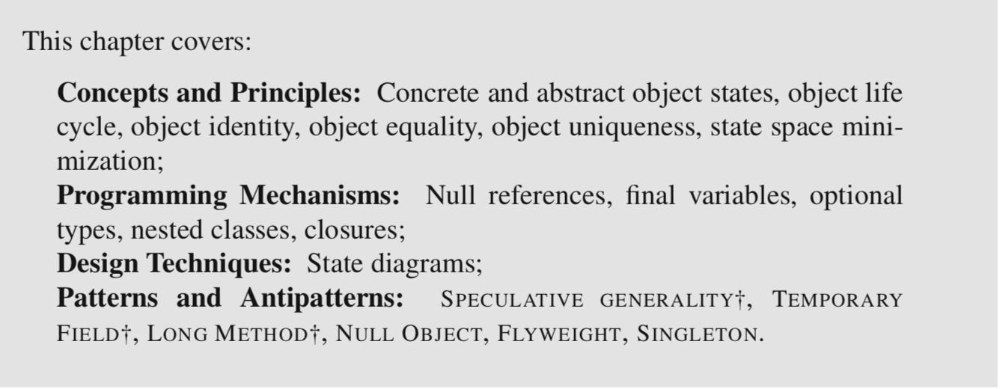 This chapter covers:
Concepts and Principles: Concrete and abstract object states, object life
cycle, object identity, object equality, object uniqueness, state space mini-
mization;
Programming Mechanisms: Null references, final variables, optional
types, nested classes, closures;
Design Techniques: State diagrams;
Patterns and Antipatterns: SPECULATIVE GENERALITY†, TEMPORARY
FIELD†, LONG METHOD†, NULL OBJECT, FLYWEIGHT, SINGLETON.